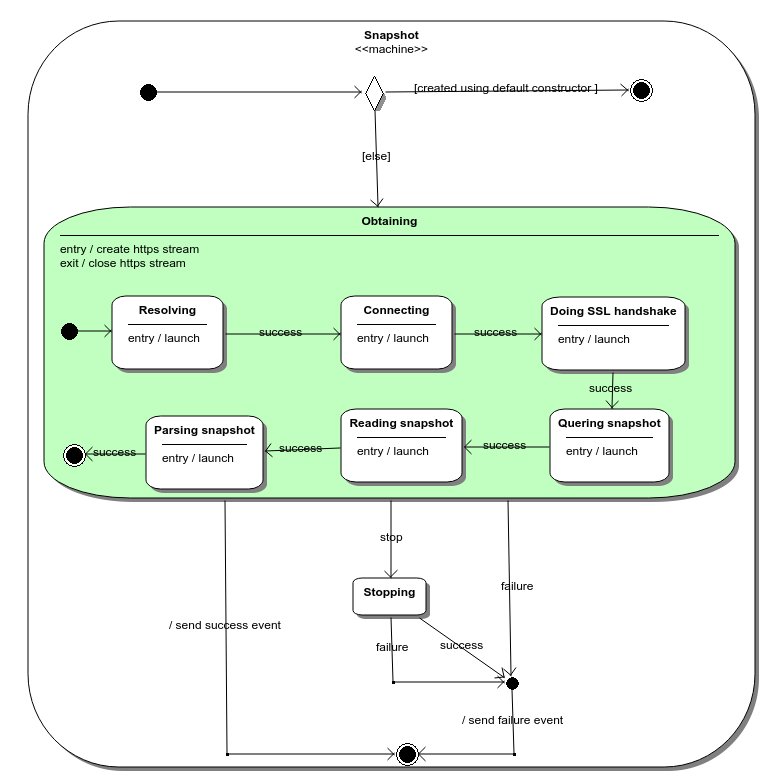 Snapshot
<<machine>>
[created using default constructor ]
[else]
Obtaining
entry / create https stream
exit / close https stream
Resolving
entry / launch
success
Connecting
entry / launch
success
Doing SSL handshake
entry / launch
success
Quering snapshot
entry / launch
success
Reading snapshot
entry / launch
success
Parsing snapshot
entry / launch
success
stop
failure
Stopping
/ send success event
failure
success
/ send failure event